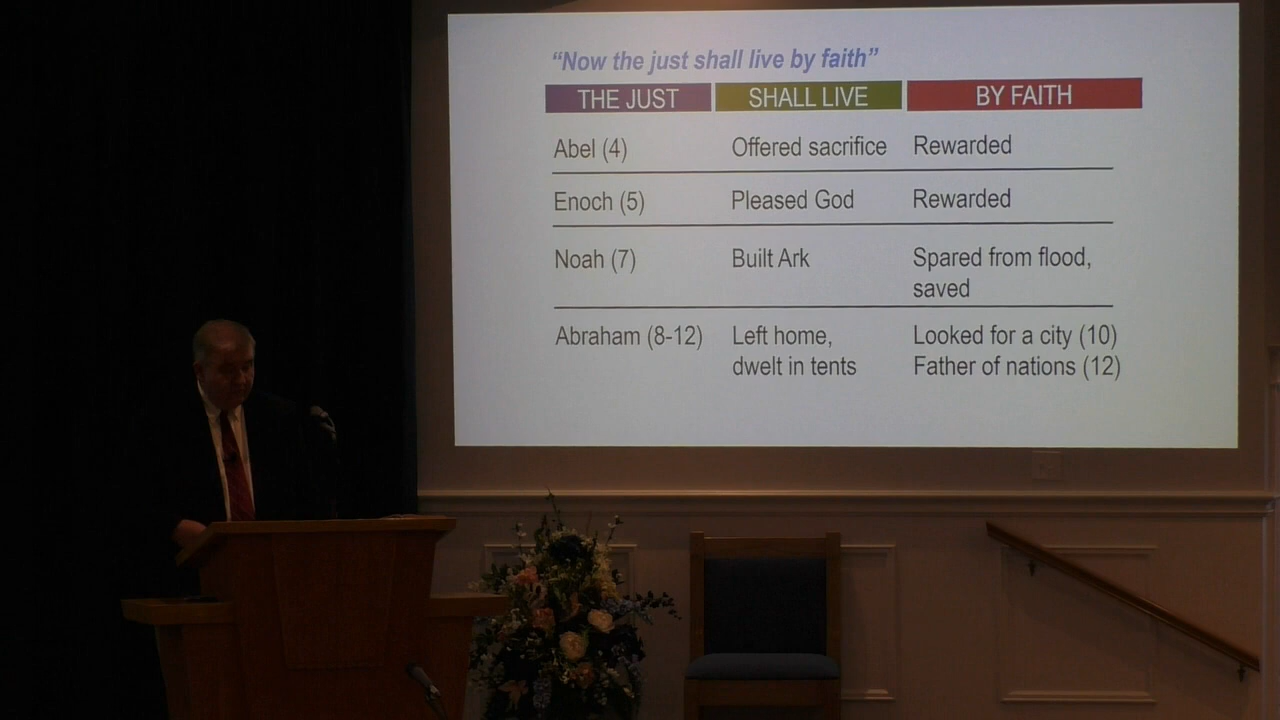 “Now the just shall live by faith”
THE JUST SHALL LIVE BY FAITH
Abel (4) Offered sacrifice Rewarded
Enoch (5) Pleased God Rewarded
Noah (7) Built Ark Spared from flood,
saved
Abraham (8-12) Left home, Looked for a city (10)
dwelt in tents Father of nations (12)